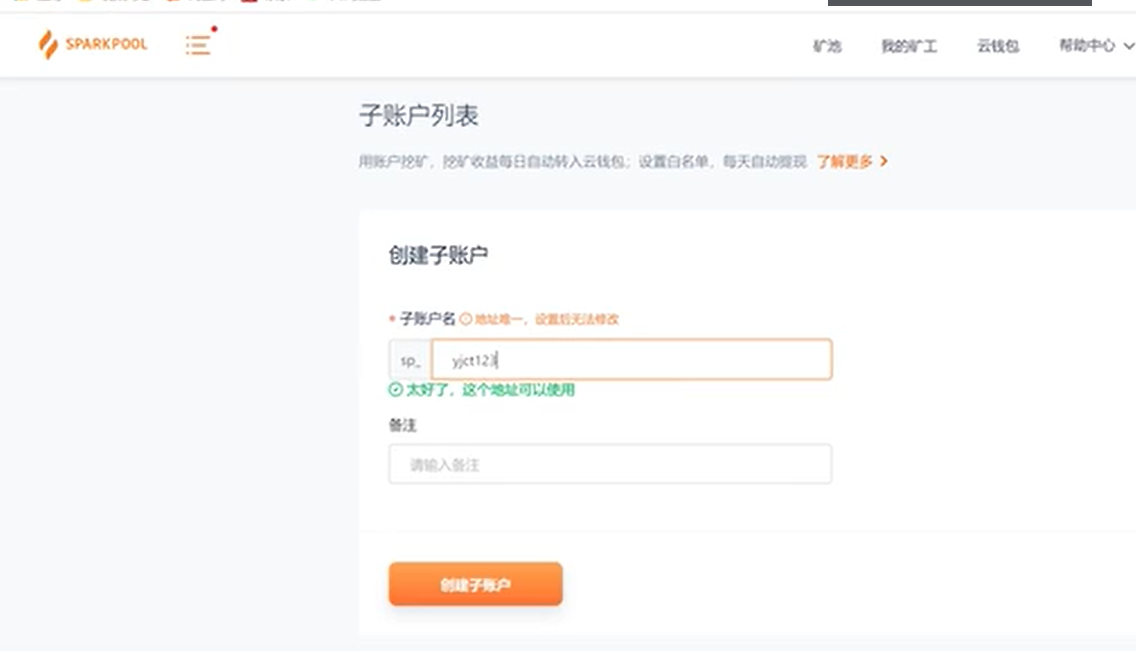 SPARKPOOL
矿池 我的矿工 云钱包 帮助中心
子账户列表
用账户挖矿，挖矿收益每日自动转入云钱包；设置白名单，每天自动提现 了解更多
创建子账户
* 子账户名 地址唯一，设置后无法修改
sp_ yjct123
太好了，这个地址可以使用
备注
请输入备注
创建子账户